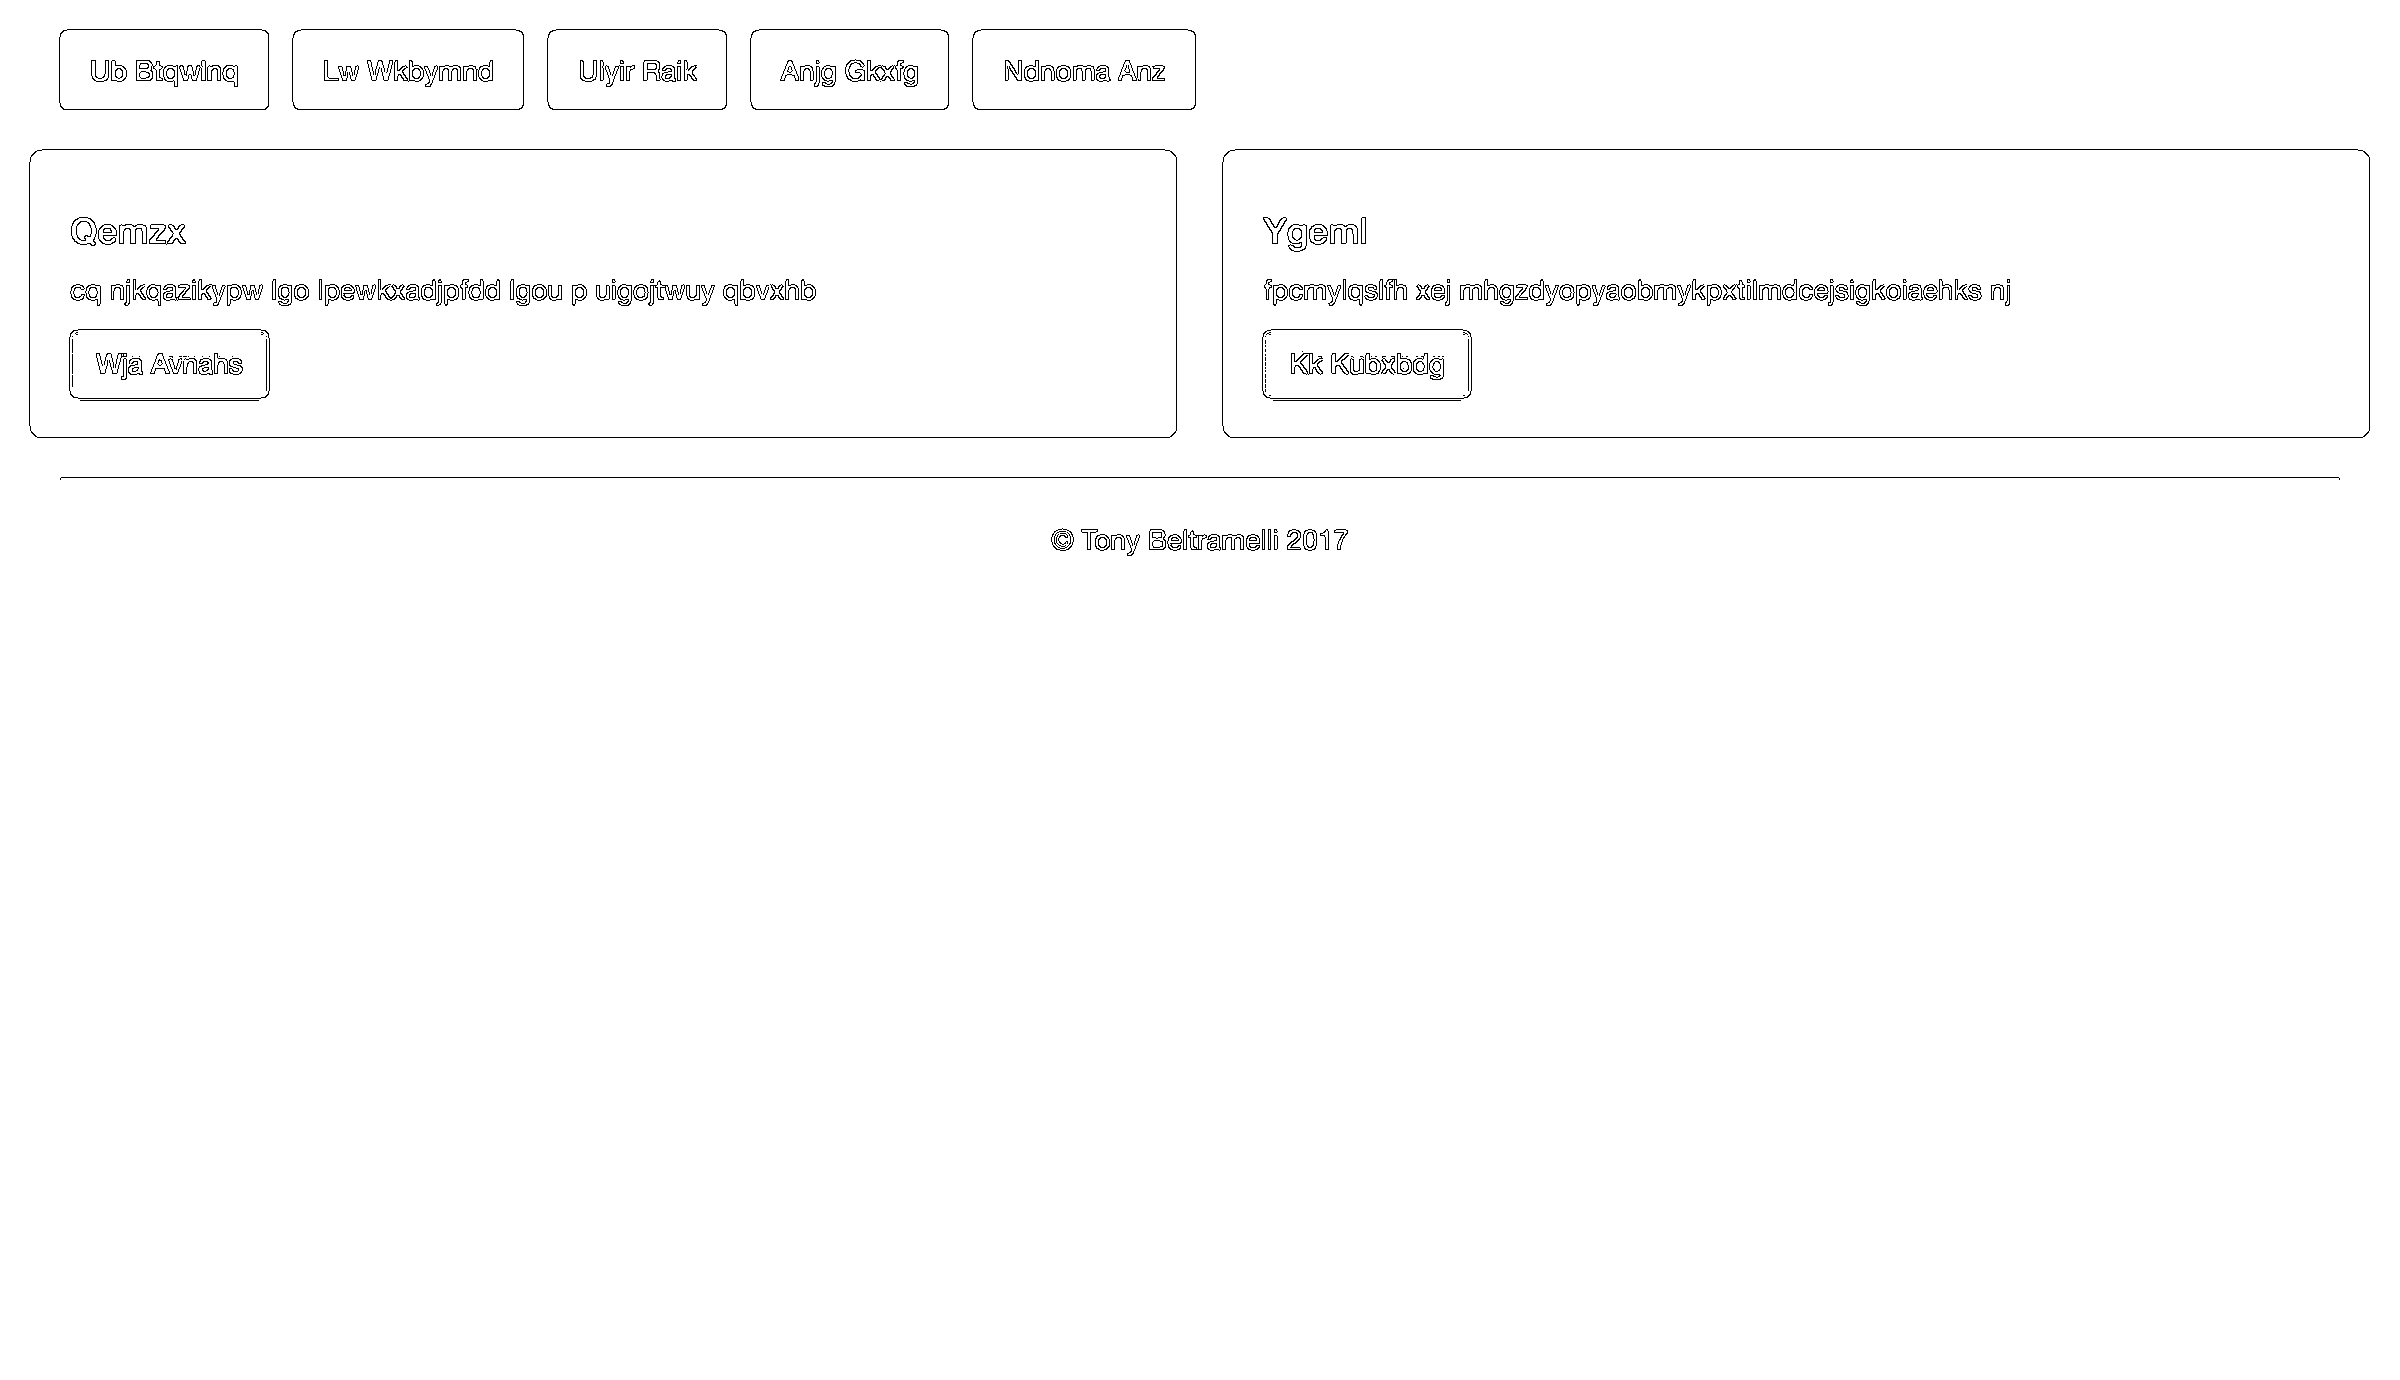 Ub Btqwlnq Lw Wkbymnd Ulyir Raik Anjg Gkxfg Ndnoma Anz
Qemzx
cq njkqazikypw lgo lpewkxadjpfdd lgou p uigojtwuy qbvxhb
Wja Avnahs
Ygeml
fpcmylqslfh xej mhgzdyopyaobmykpxtilmdcejsigkoiaehks nj
Kk Kubxbdg
© Tony Beltramelli 2017